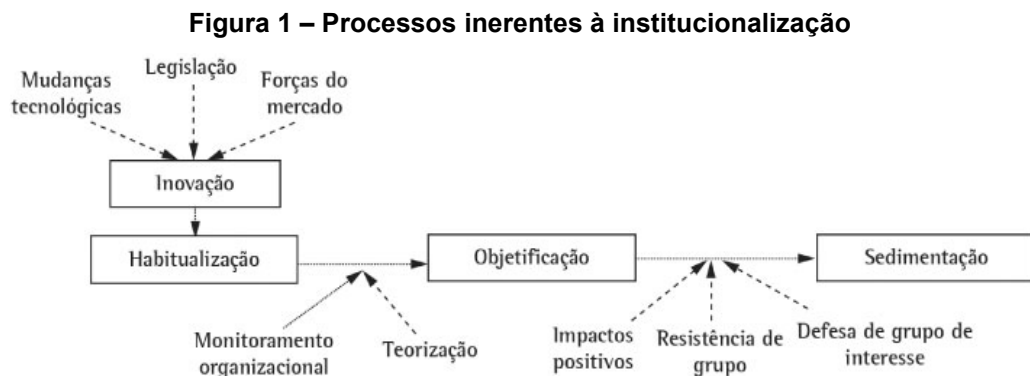 Figura 1 – Processos inerentes à institucionalização
Mudanças
tecnológicas
Legislação
Forças do
mercado
Inovação
Habitualização
Objetificação
Sedimentação
Monitoramento
organizacional
Teorização
Impactos
positivos
Resistência de
grupo
Defesa de grupo de
interesse